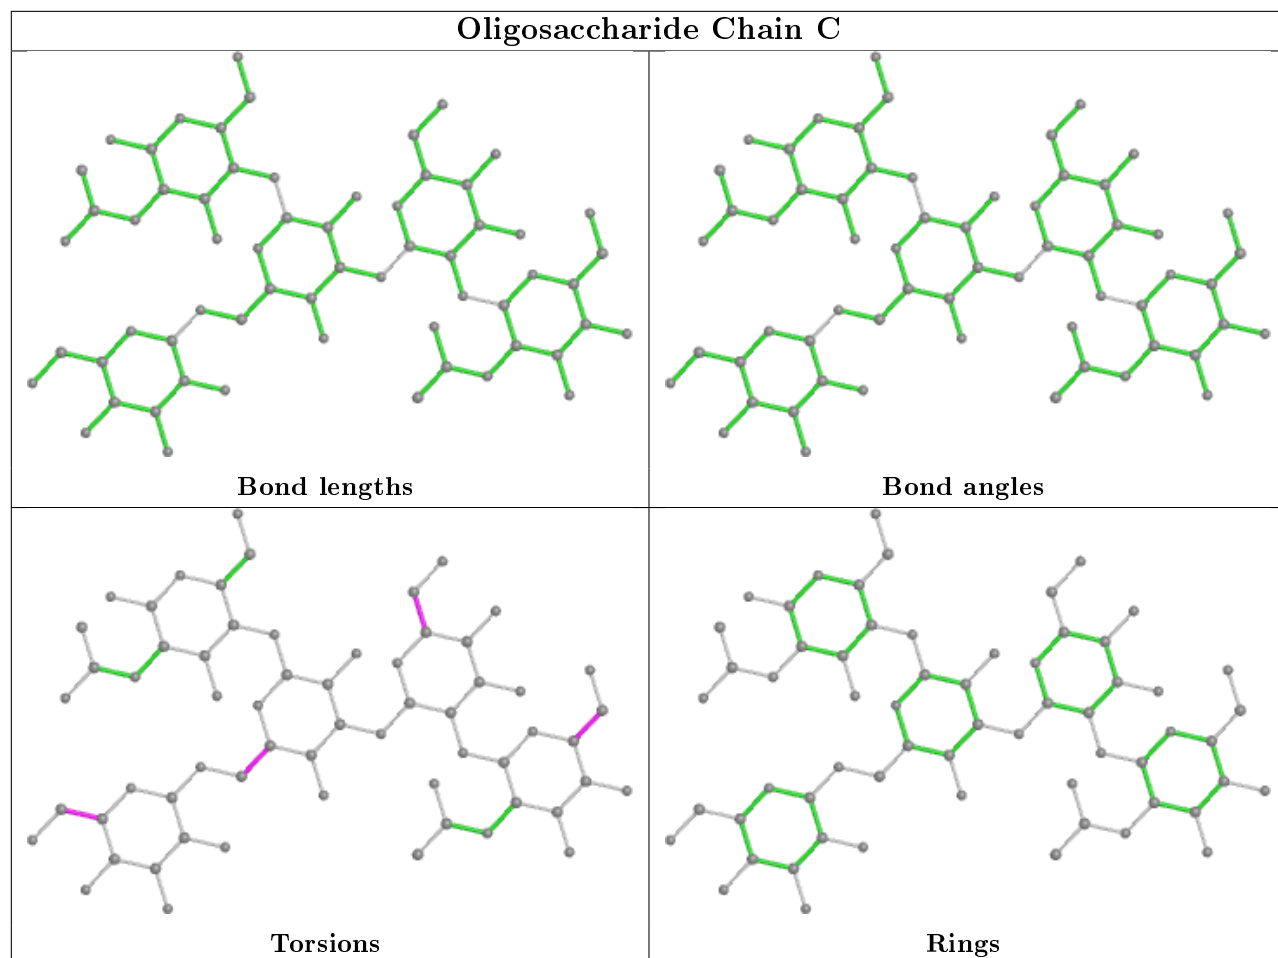 Oligosaccharide Chain C
Bond lengths
Bond angles
Torsions
Rings